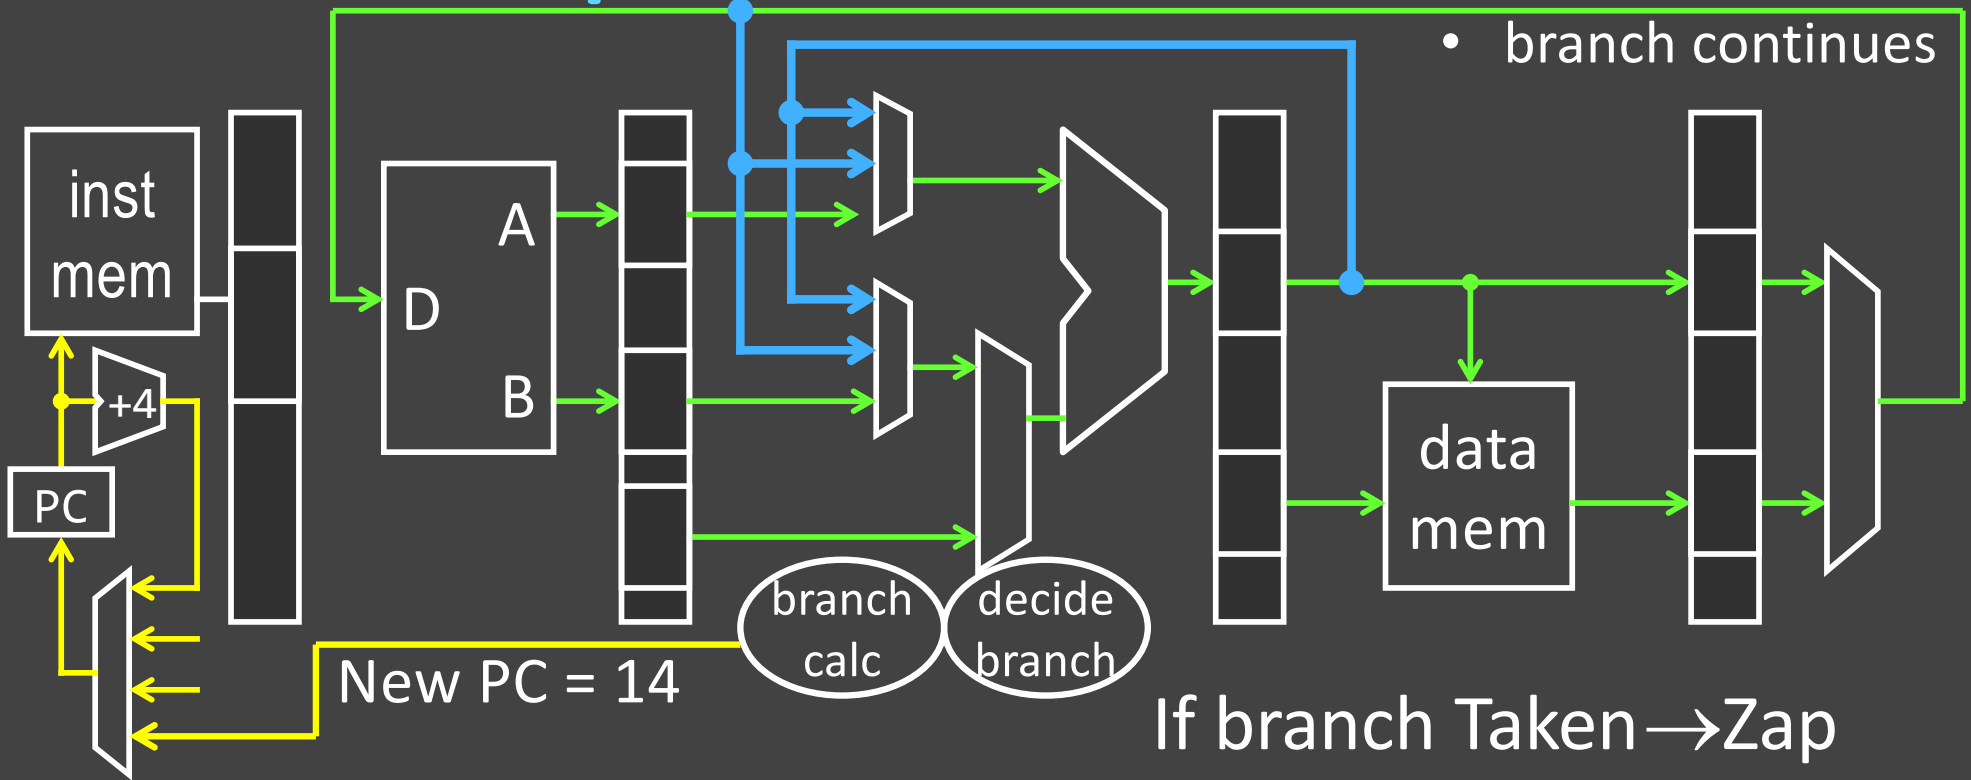 • branch continues
inst
mem
A
D
B
+4
PC
data
mem
branch
calc
decide
branch
New PC = 14
If branch Taken→Zap